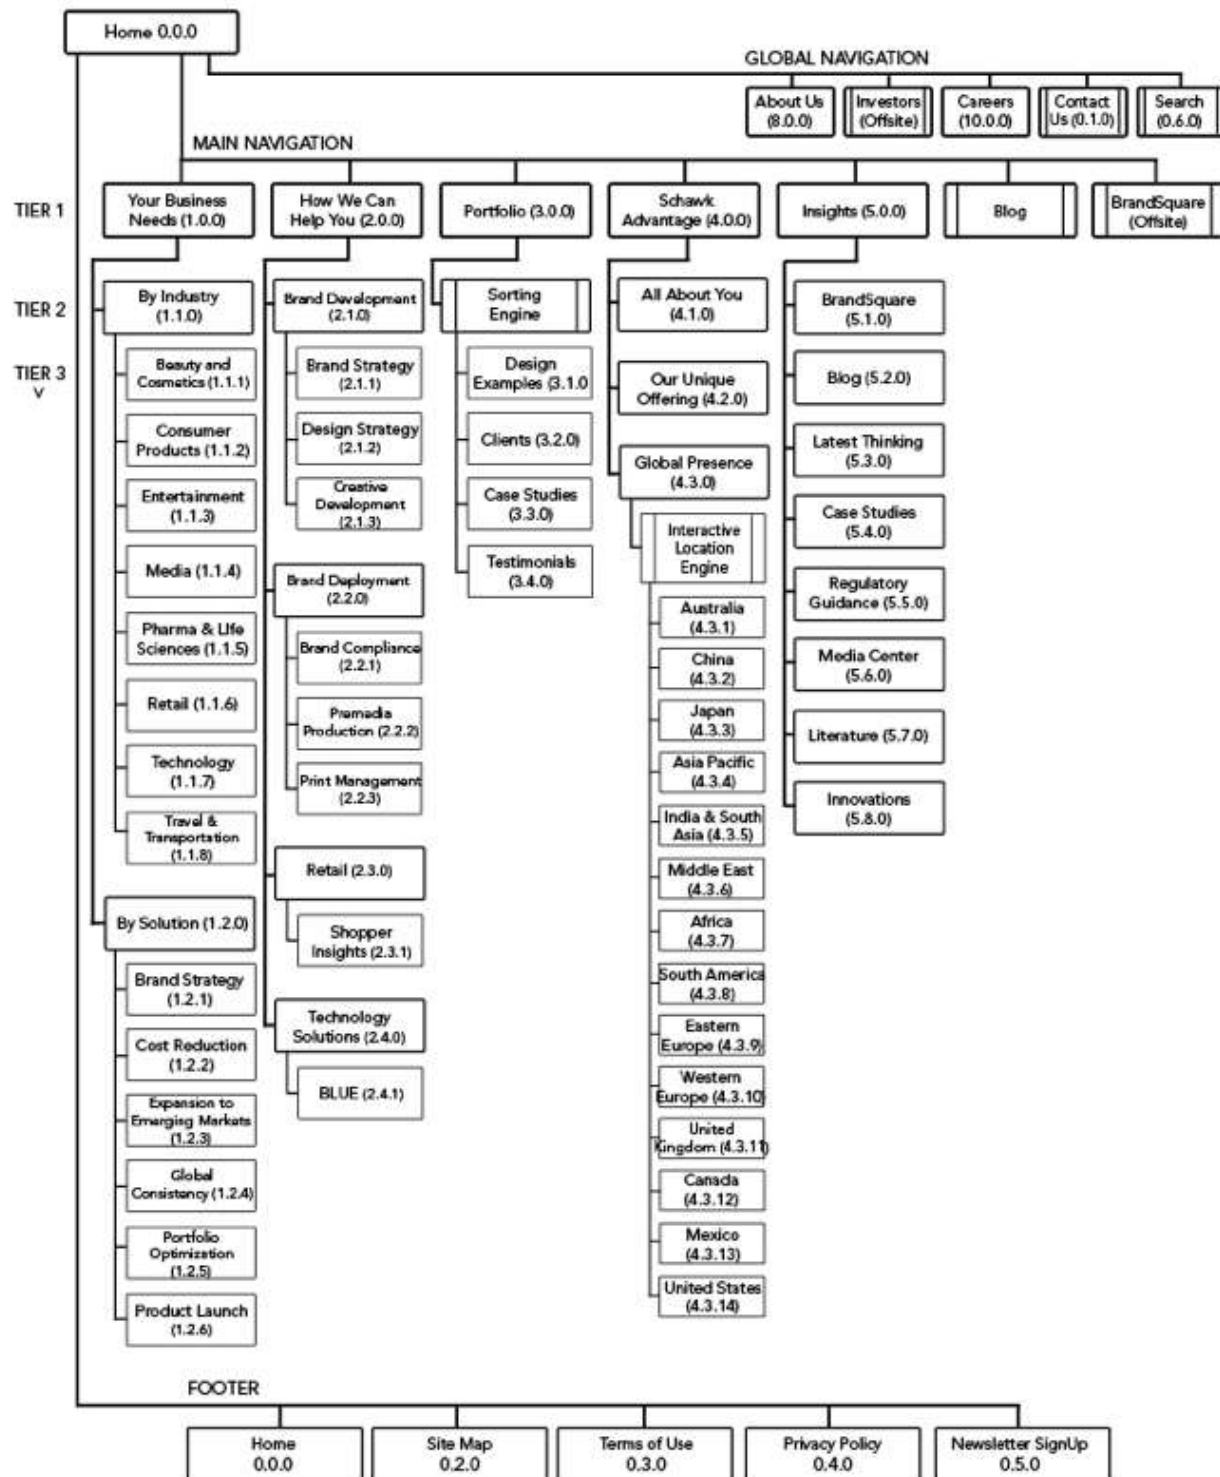 Home 0.0.0
GLOBAL NAVIGATION
About Us
(8.0.0)
Investors
(Offsite)
Careers
(10.0.0)
Contact
Us (0.1.0)
Search
(0.6.0)
MAIN NAVIGATION
TIER 1
Your Business
Needs (1.0.0)
How We Can
Help You (2.0.0)
Portfolio (3.0.0)
Schawk
Advantage (4.0.0)
Insights (5.0.0)
Blog
BrandSquare
(Offsite)
TIER 2
TIER 3
V
By Industry
(1.1.0)
Beauty and
Cosmetics (1.1.1)
Consumer
Products (1.1.2)
Entertainment
(1.1.3)
Media (1.1.4)
Pharma & LIfe
Sciences (1.1.5)
Retail (1.1.6)
Technology
(1.1.7)
Travel &
Transportation
(1.1.8)
By Solution (1.2.0)
Brand Strategy
(1.2.1)
Cost Reduction
(1.2.2)
Expansion to
Emerging Markets
(1.2.3)
Global
Consistency (1.2.4)
Portfolio
Optimization
(1.2.5)
Product Launch
(1.2.6)
Brand Development
(2.1.0)
Brand Strategy
(2.1.1)
Design Strategy
(2.1.2)
Creative
Development
(2.1.3)
Brand Deployment
(2.2.0)
Brand Compliance
(2.2.1)
Premedia
Production (2.2.2)
Print Management
(2.2.3)
Retail (2.3.0)
Shopper
Insights (2.3.1)
Technology
Solutions (2.4.0)
BLUE (2.4.1)
Sorting
Engine
Design
Examples (3.1.0
Clients (3.2.0)
Case Studies
(3.3.0)
Testimonials
(3.4.0)
All About You
(4.1.0)
Our Unique
Offering (4.2.0)
Global Presence
(4.3.0)
Interactive
Location
Engine
Australia
(4.3.1)
China
(4.3.2)
Japan
(4.3.3)
Asia Pacific
(4.3.4)
India & South
Asia (4.3.5)
Middle East
(4.3.6)
Africa
(4.3.7)
South America
(4.3.8)
Eastern
Europe (4.3.9)
Western
Europe (4.3.10)
United
Kingdom (4.3.11)
Canada
(4.3.12)
Mexico
(4.3.13)
United States
(4.3.14)
BrandSquare
(5.1.0)
Blog (5.2.0)
Latest Thinking
(5.3.0)
Case Studies
(5.4.0)
Regulatory
Guidance (5.5.0)
Media Center
(5.6.0)
Literature (5.7.0)
Innovations
(5.8.0)
FOOTER
Home
0.0.0
Site Map
0.2.0
Terms of Use
0.3.0
Privacy Policy
0.4.0
Newsletter SignUp
0.5.0